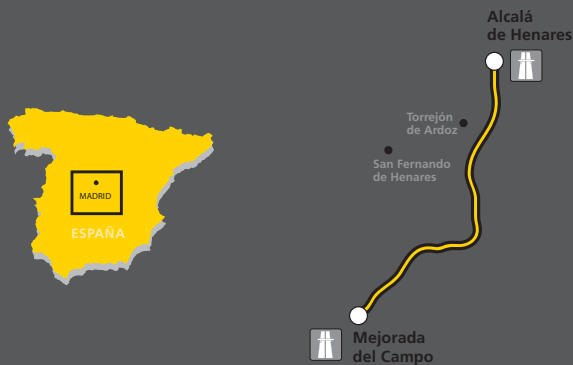 Alcalá
de Henares
Torrejón
de Ardoz
San Fernando
de Henares
MADRID
ESPAÑA
Mejorada
del Campo